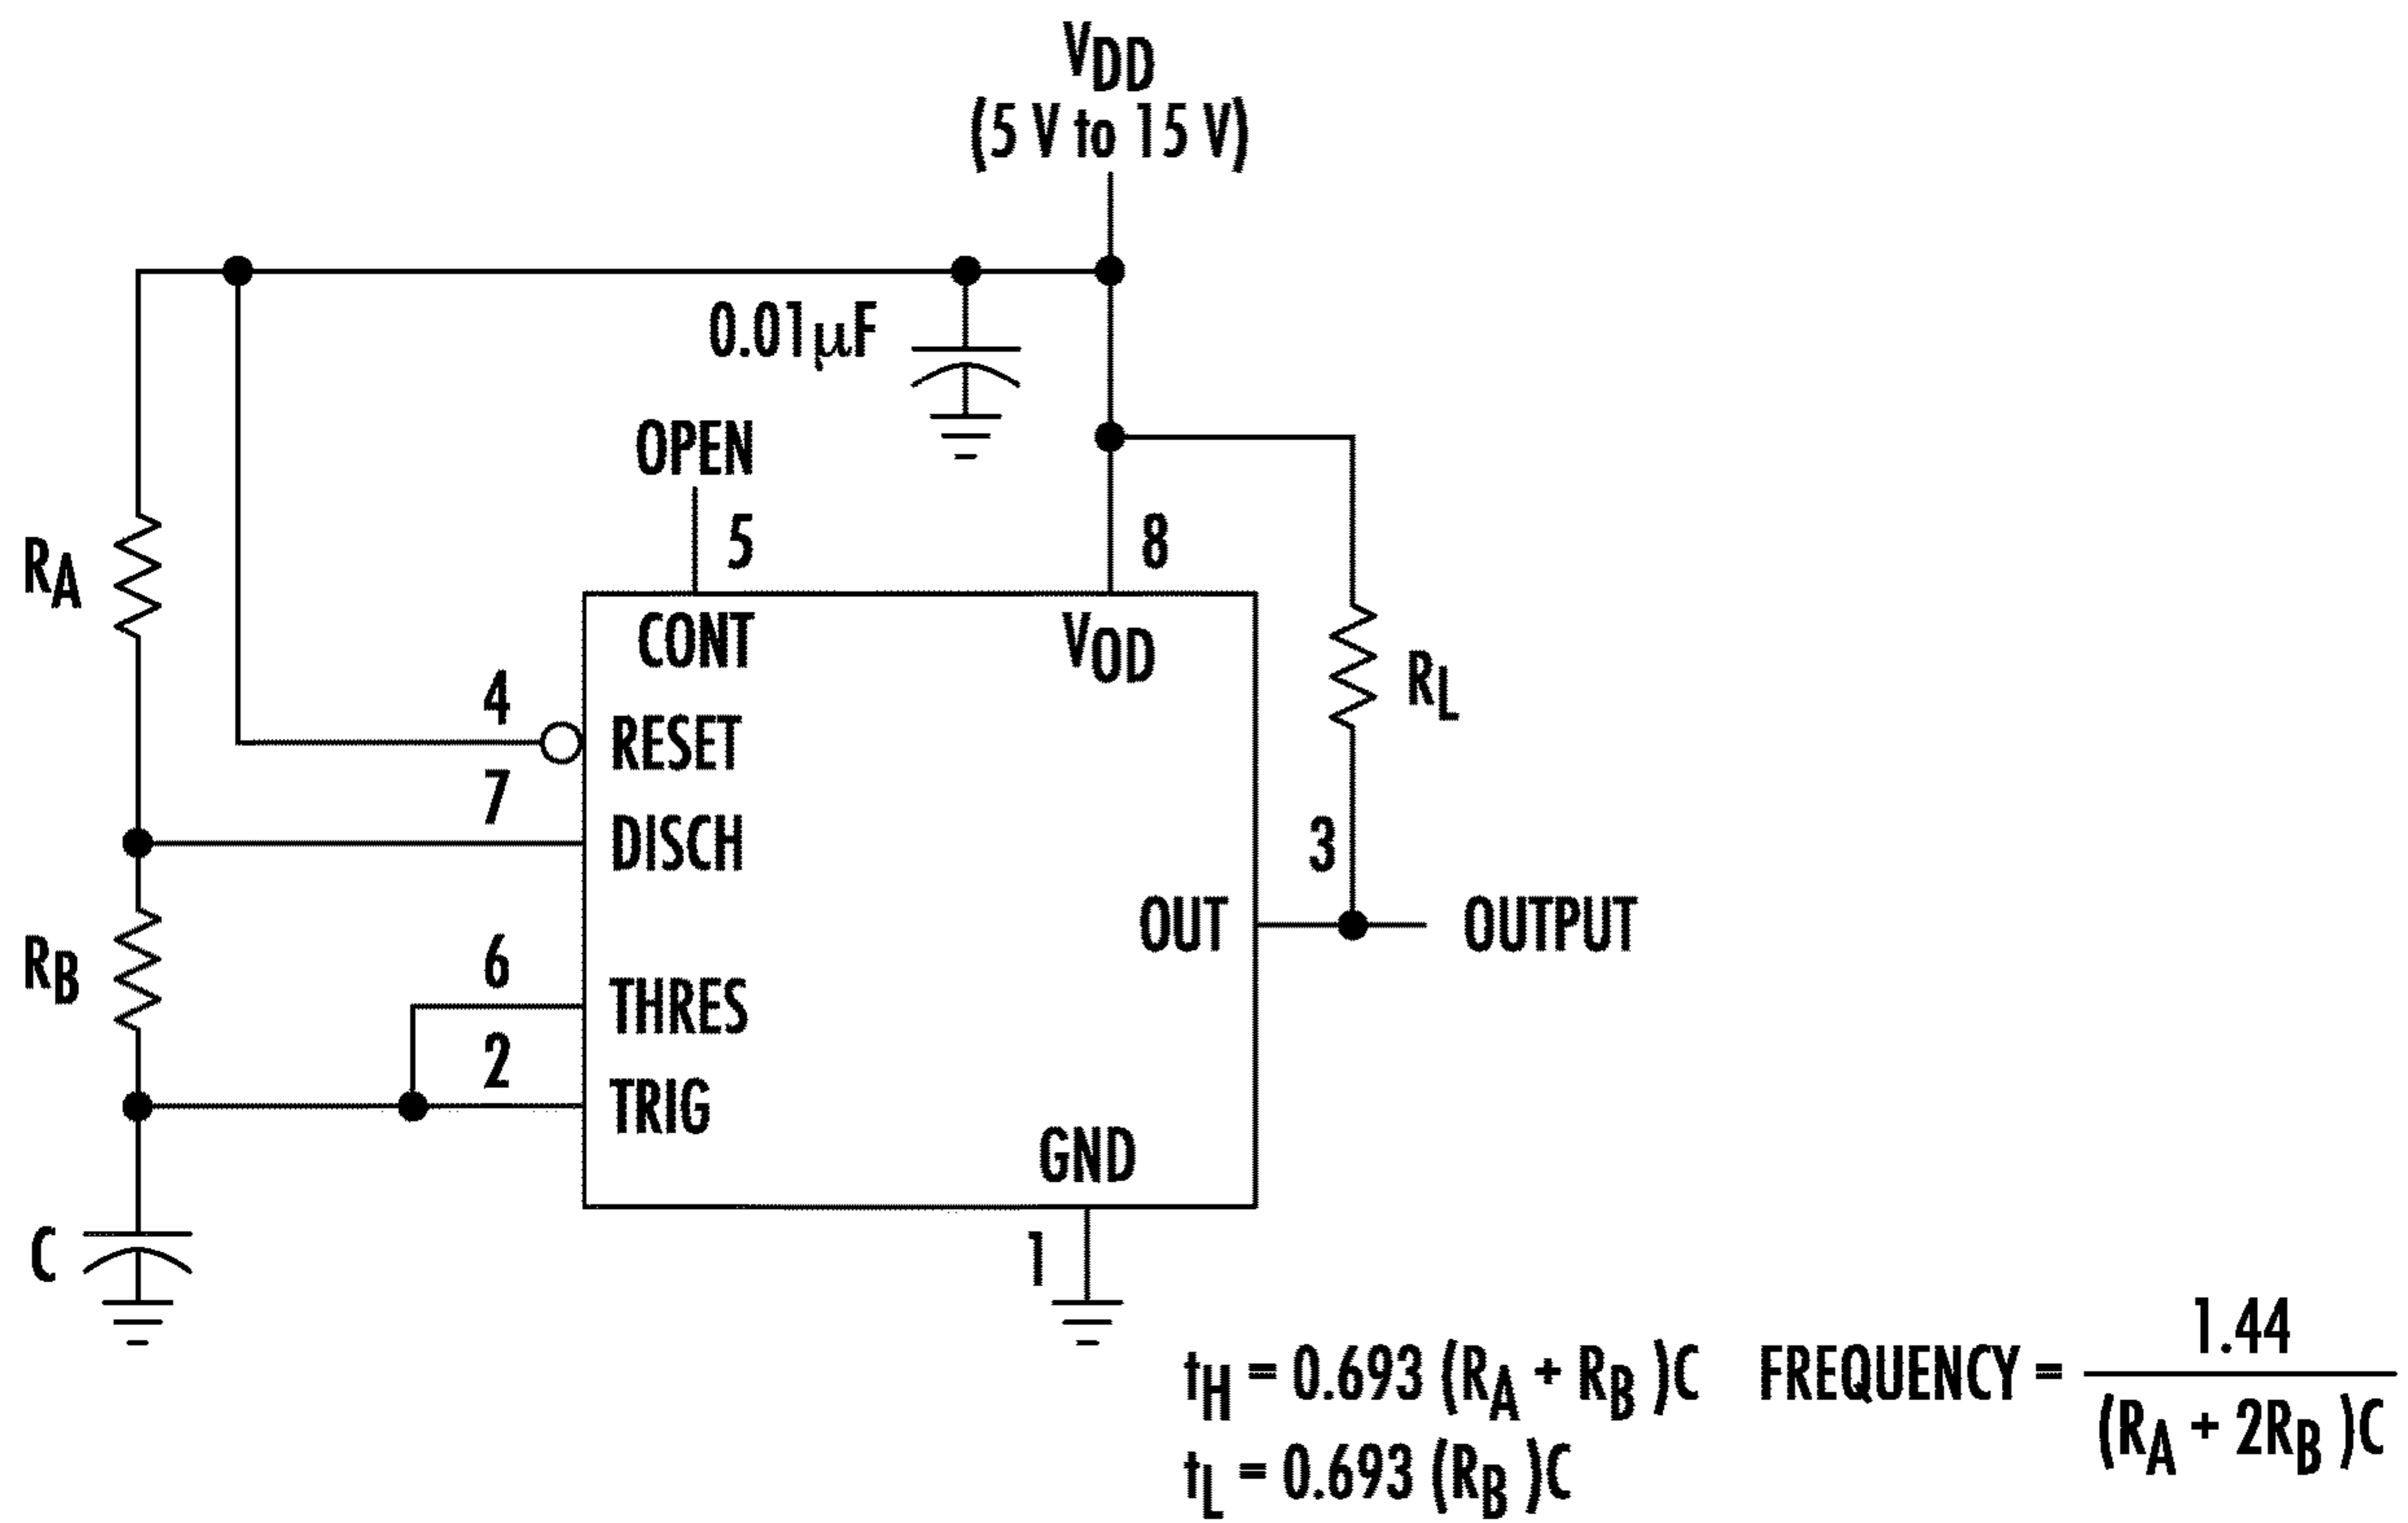 VDD
(5 V to 15 V)
0.01µF
OPEN
5
8
RA
CONT
VOD
4
RESET
RL
7
DISCH
3
OUT
OUTPUT
RB
6
THRES
2
TRIG
GND
C
1
tH = 0.693 (RA + RB )C FREQUENCY = 1.44
(RA + 2RB )C
tL = 0.693 (RB )C